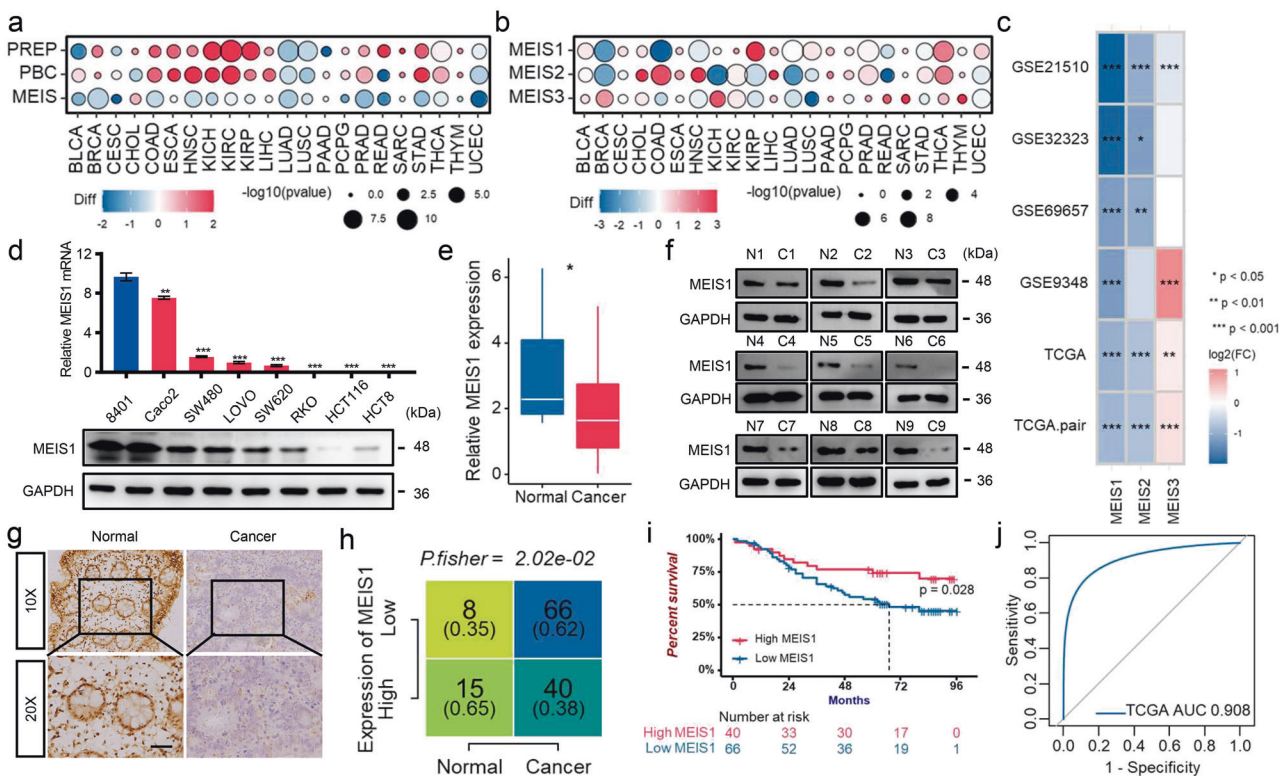 a
PREP
PBC
MEIS
BLCA
BRCA
CESC
CHOL
COAD
ESCA
HNSC
KICH
KIRC
KIRP
LIHC
LUAD
LUSC
PAAD
PCPG
PRAD
READ
SARC
STAD
THCA
THYM
UCEC
Diff
-2 -1 0 1 2
-log10(pvalue)
0.0 2.5 5.0
7.5 10
b
MEIS1
MEIS2
MEIS3
BLCA
BRCA
CESC
CHOL
COAD
ESCA
HNSC
KICH
KIRC
KIRP
LIHC
LUAD
LUSC
PAAD
PCPG
PRAD
READ
SARC
STAD
THCA
THYM
UCEC
Diff
-3 -2 -1 0 1 2 3
-log10(pvalue)
0 2 4
6 8
c
GSE21510 *** *** ***
GSE32323 *** *
GSE69657 *** **
GSE9348 *** ***
TCGA *** *** **
TCGA.pair *** *** ***
MEIS1
MEIS2
MEIS3
* p < 0.05
** p < 0.01
*** p < 0.001
log2(FC)
1
0
-1
d
Relative MEIS1 mRNA
12
8
4
0
** *** *** *** *** *** ***
8401 Caco2 SW480 LOVO SW620 RKO HCT116 HCT8 (kDa)
MEIS1 - 48
GAPDH - 36
e
Relative MEIS1 expression
6
4
2
0
*
Normal Cancer
f
N1 C1 N2 C2 N3 C3 (kDa)
MEIS1 - 48
GAPDH - 36
N4 C4 N5 C5 N6 C6
MEIS1 - 48
GAPDH - 36
N7 C7 N8 C8 N9 C9
MEIS1 - 48
GAPDH - 36
g
Normal Cancer
10X
20X
h
P.fisher = 2.02e-02
Expression of MEIS1
Low
High
8 66
(0.35) (0.62)
15 40
(0.65) (0.38)
Normal Cancer
i
Percent survival
100%
75%
50%
25%
0%
p = 0.028
High MEIS1
Low MEIS1
0 24 48 72 96
Months
Number at risk
High MEIS1 40 33 30 17 0
Low MEIS1 66 52 36 19 1
j
Sensitivity
1.0
0.8
0.6
0.4
0.2
0.0
TCGA AUC 0.908
0.0 0.2 0.4 0.6 0.8 1.0
1 - Specificity